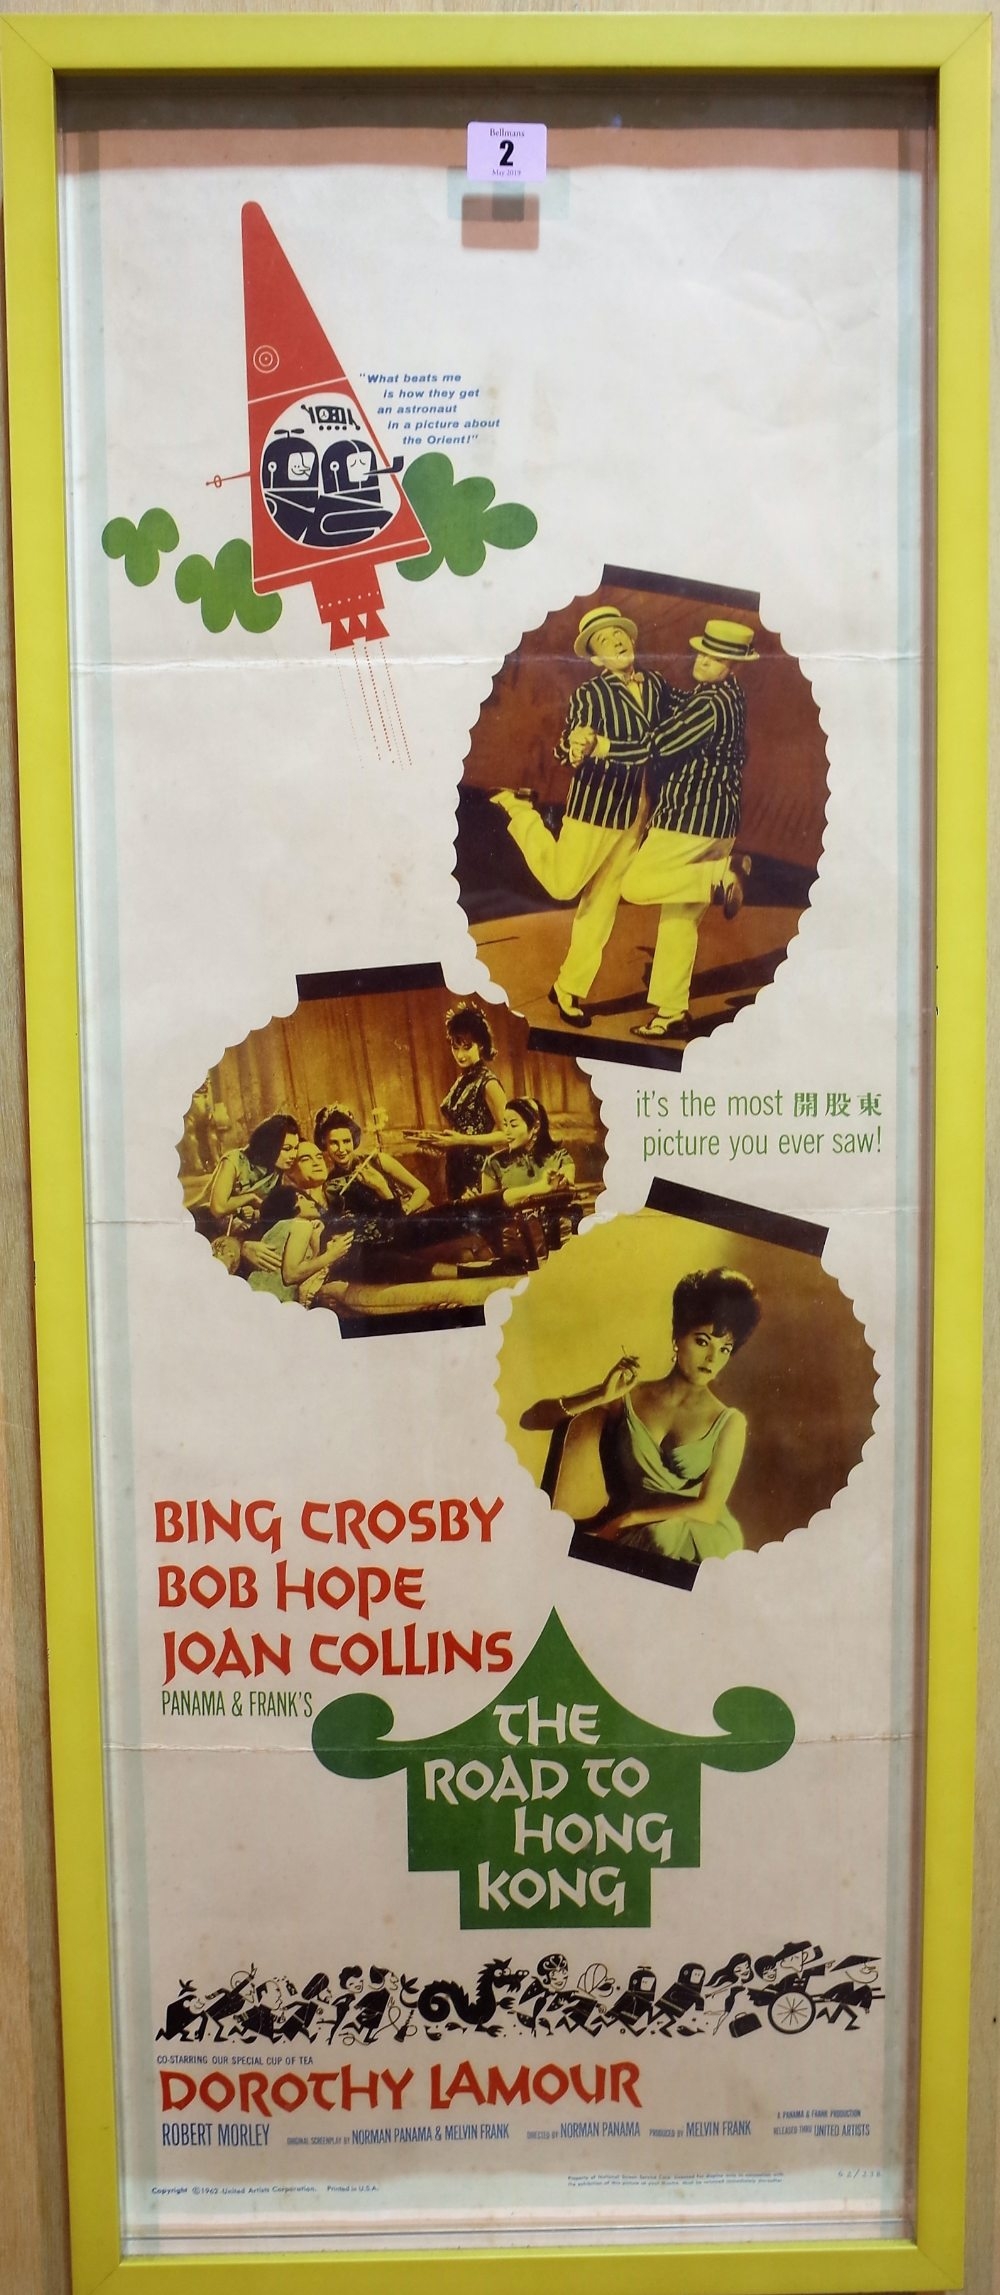 Bellmans
2
May 2019
"What beats me
is how they get
an astronaut
in a picture about
the Orient!"
it's the most 開股東
picture you ever saw!
BING CROSBY
BOB HOPE
JOAN COLLINS
PANAMA & FRANK'S
THE
ROAD TO
HONG
KONG
CO-STARRING OUR SPECIAL CUP OF TEA
DOROTHY LAMOUR
ROBERT MORLEY ORIGINAL SCREENPLAY BY NORMAN PANAMA & MELVIN FRANK DIRECTED BY NORMAN PANAMA PRODUCED BY MELVIN FRANK
A PANAMA & FRANK PRODUCTION
RELEASED THRU UNITED ARTISTS
Copyright ©1962 United Artists Corporation. Printed in U.S.A.
62/238